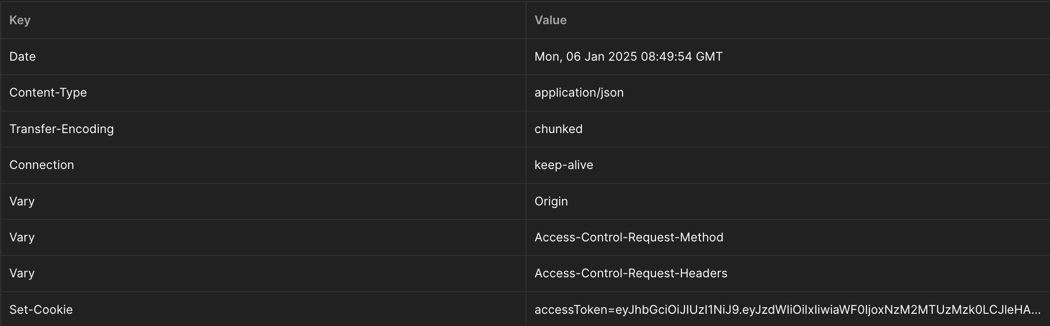 Key Value
Date Mon, 06 Jan 2025 08:49:54 GMT
Content-Type application/json
Transfer-Encoding chunked
Connection keep-alive
Vary Origin
Vary Access-Control-Request-Method
Vary Access-Control-Request-Headers
Set-Cookie accessToken=eyJhbGciOiJIUzI1NiJ9.eyJzdWIiOiIxIiwiaWF0IjoxNzM2MTUzMzk0LCJleHA...